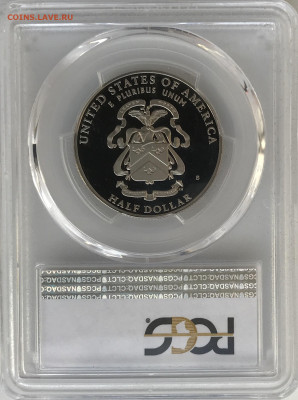 COINS.LAVE.RU
UNITED STATES OF AMERICA
E PLURIBUS UNUM
S
HALF DOLLAR
PCGS